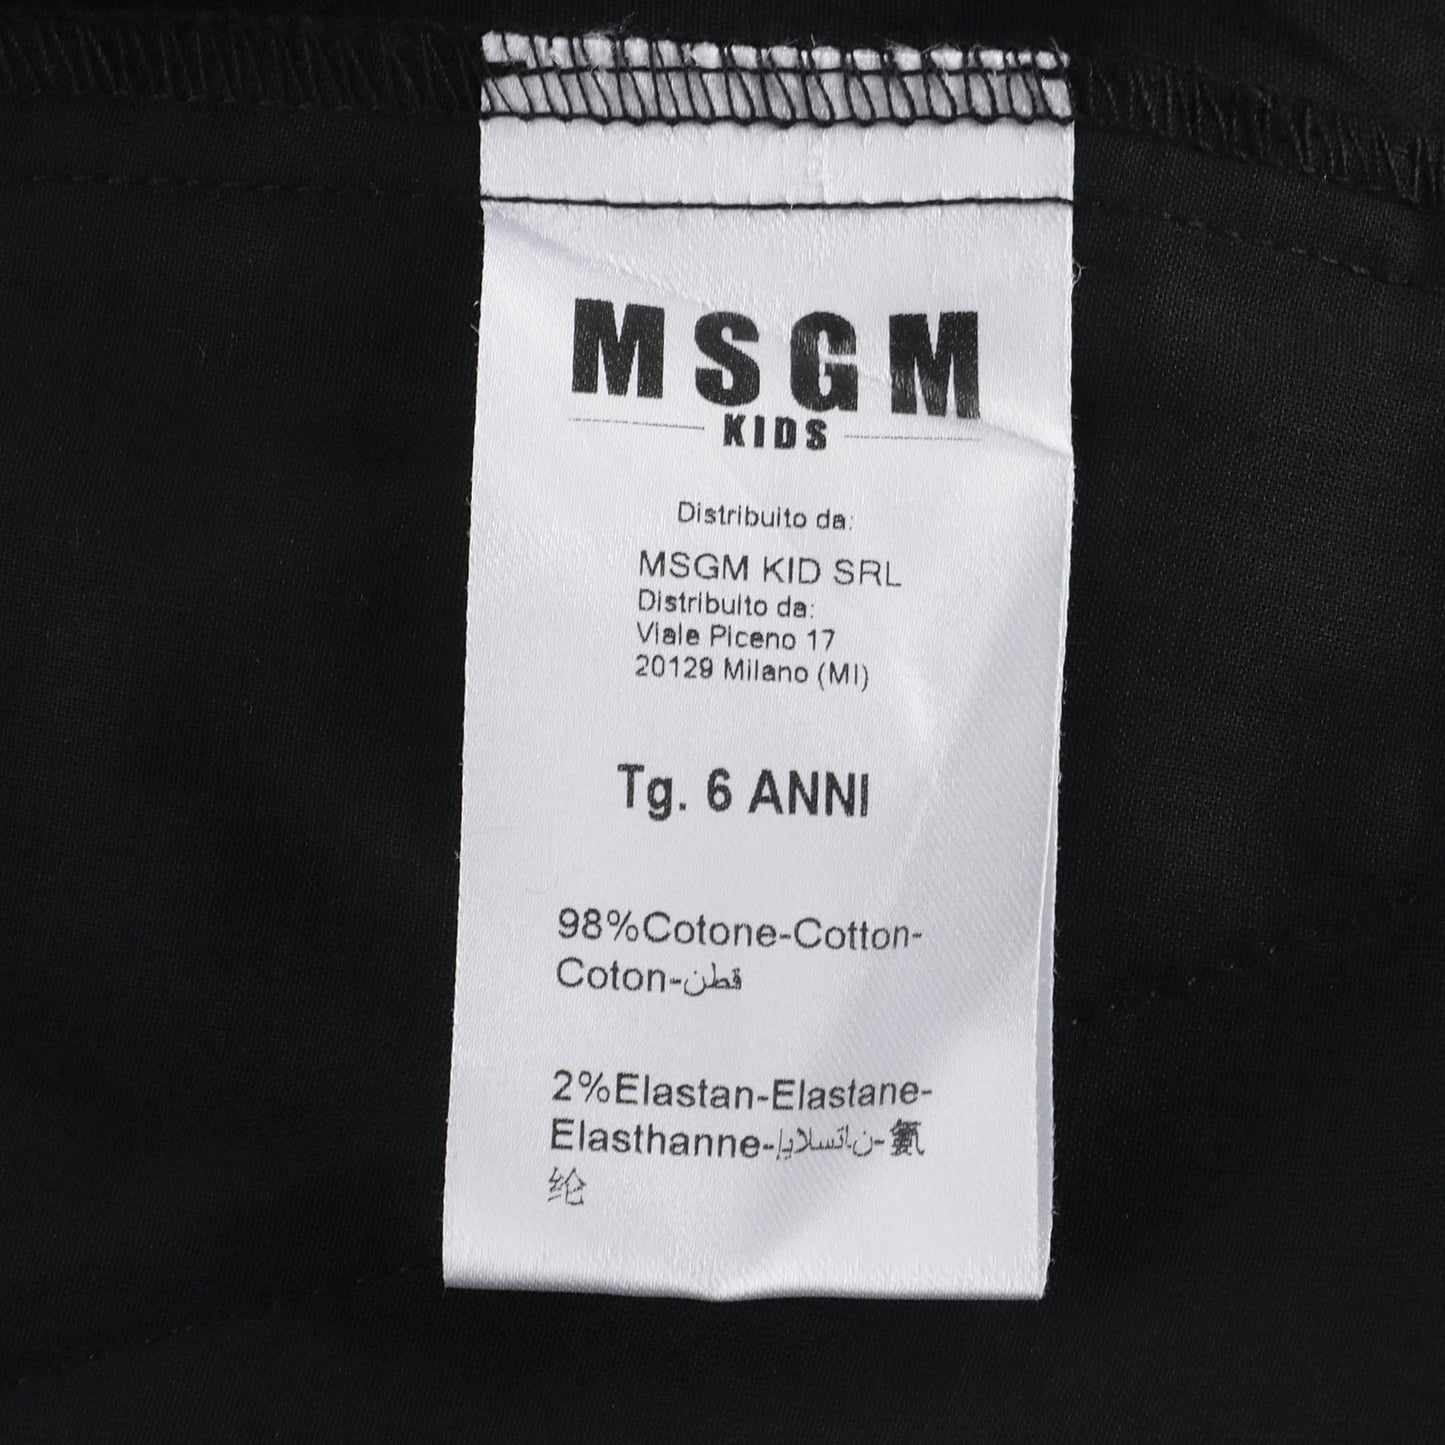 MSGM
KIDS
Distribuito da:
MSGM KID SRL
Distribuito da:
Viale Piceno 17
20129 Milano (MI)
Tg. 6 ANNI
98%Cotone-Cotton-
Coton-قطن
2%Elastan-Elastane-
Elasthanne-ن‌اتسلايإ-氨
纶